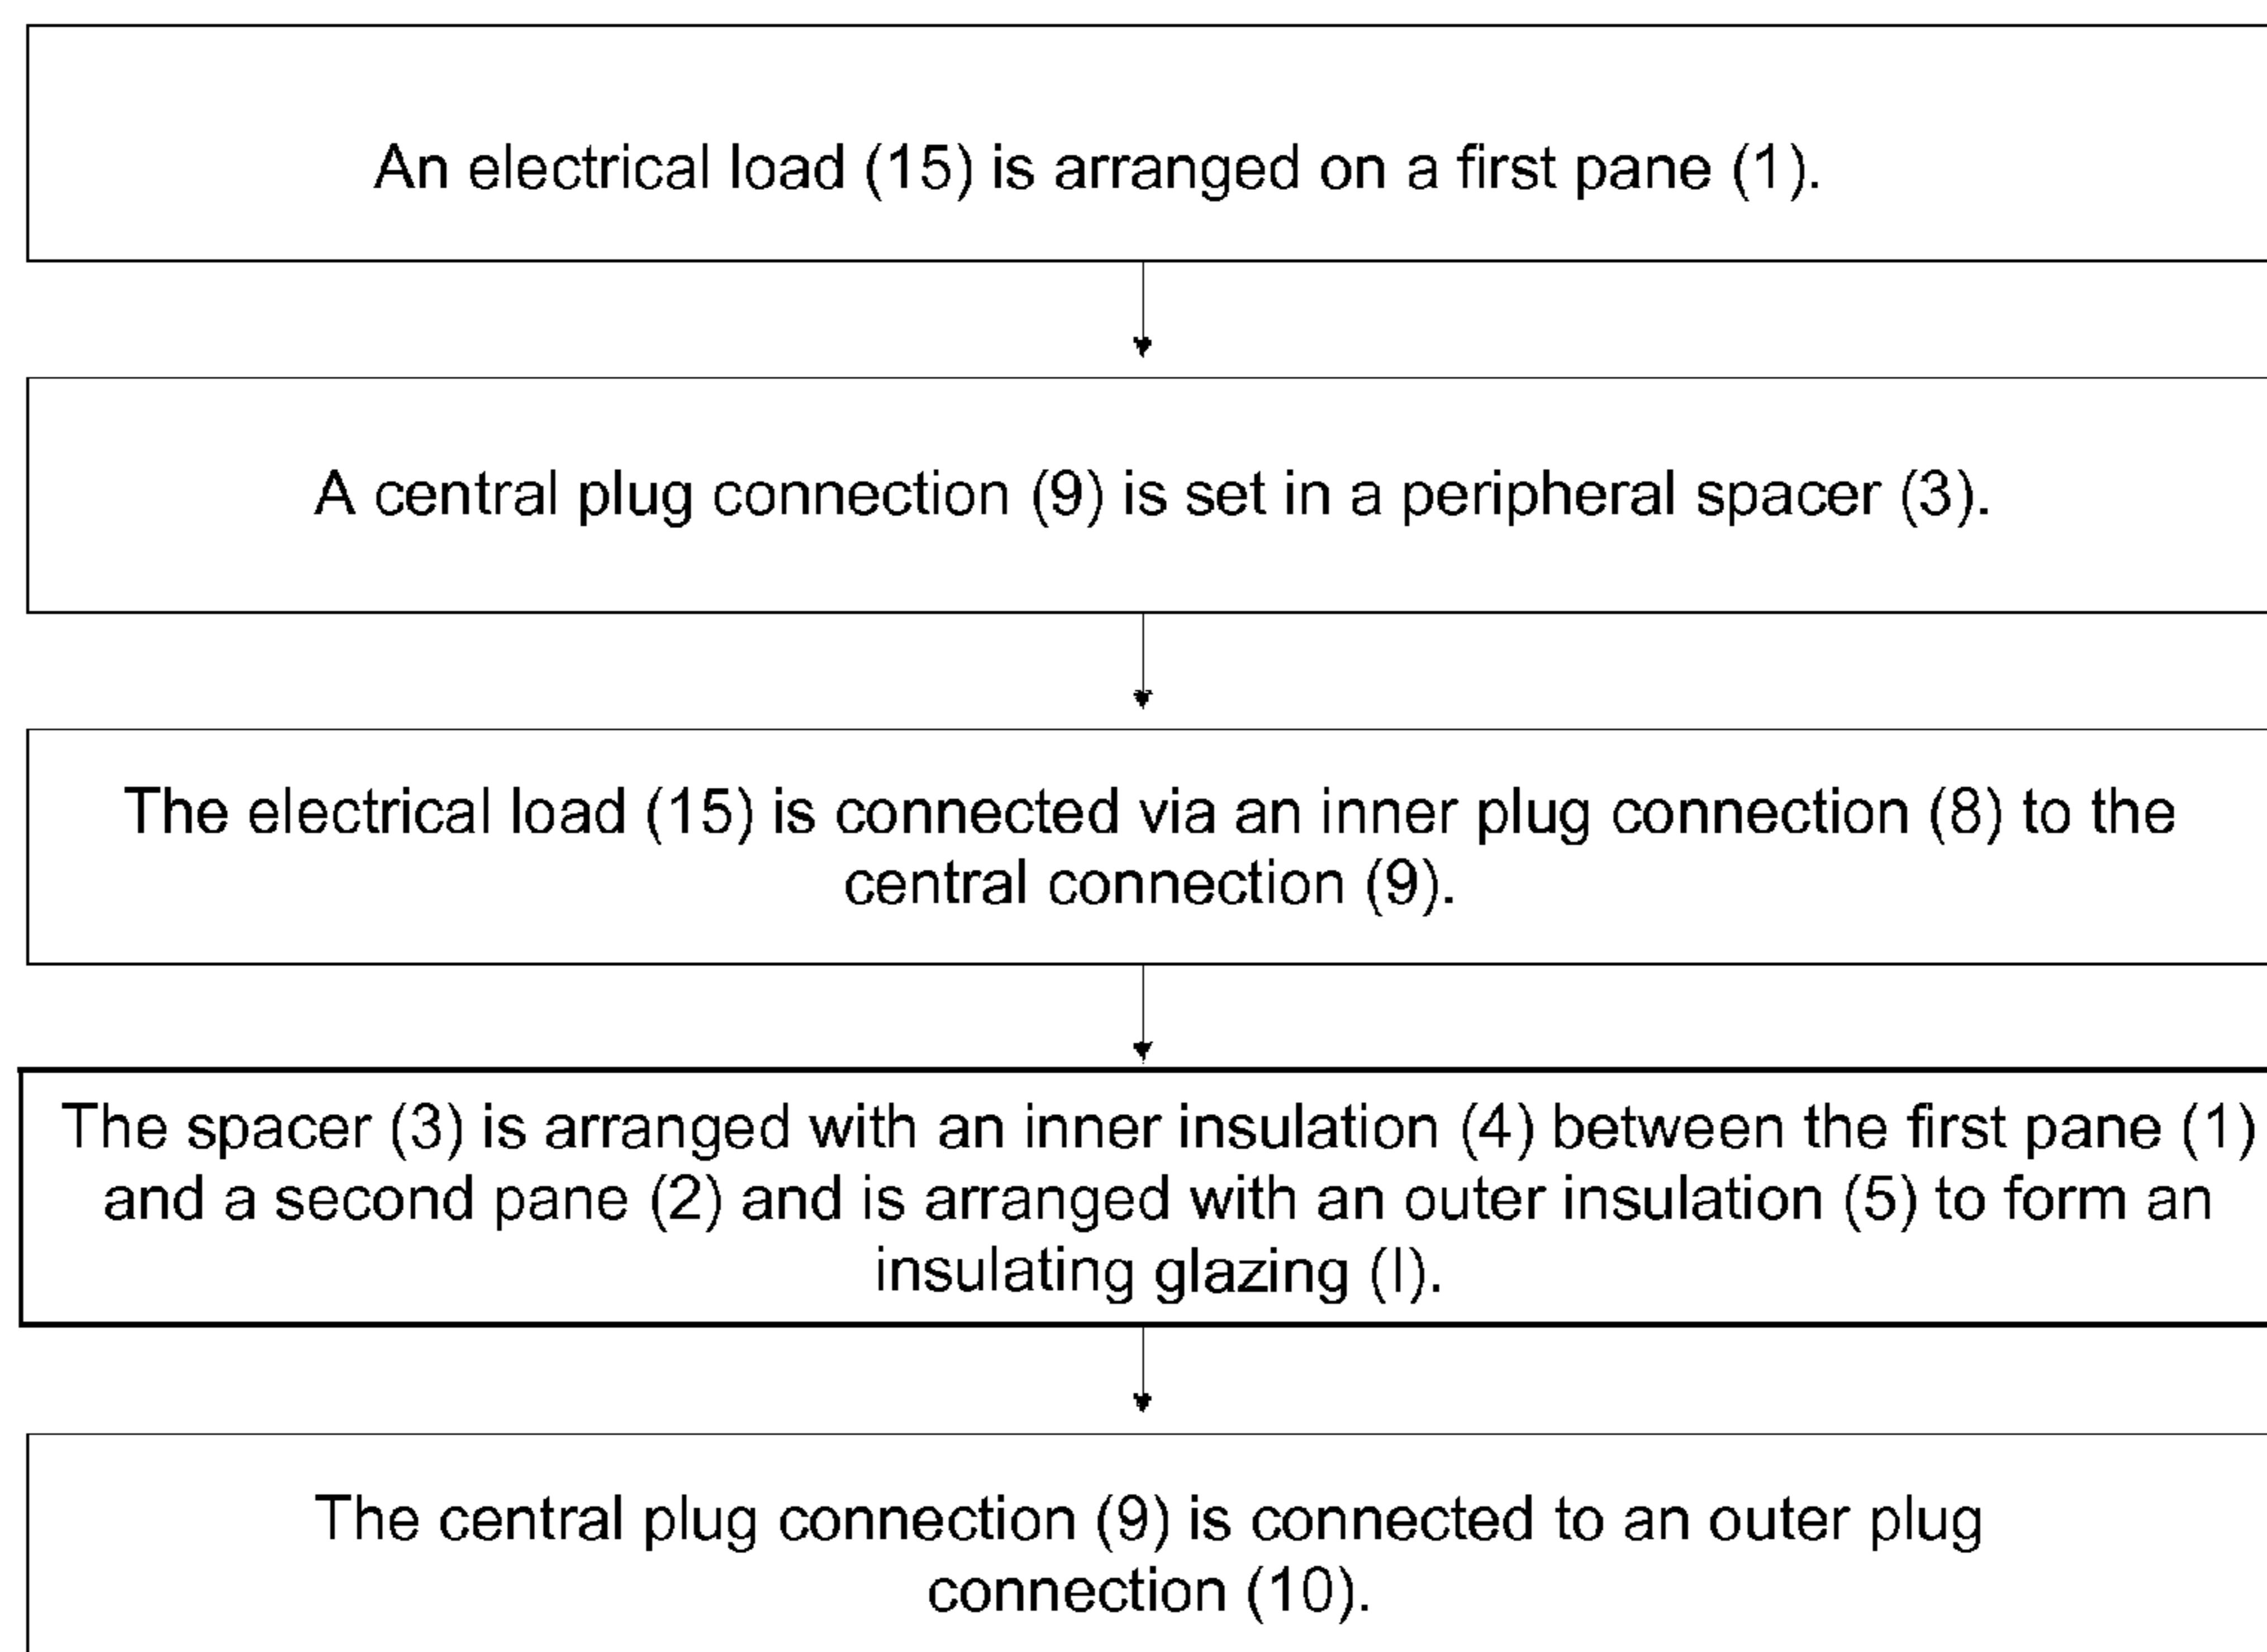 An electrical load (15) is arranged on a first pane (1).
A central plug connection (9) is set in a peripheral spacer (3).
The electrical load (15) is connected via an inner plug connection (8) to the
central connection (9).
The spacer (3) is arranged with an inner insulation (4) between the first pane (1)
and a second pane (2) and is arranged with an outer insulation (5) to form an
insulating glazing (I).
The central plug connection (9) is connected to an outer plug
connection (10).